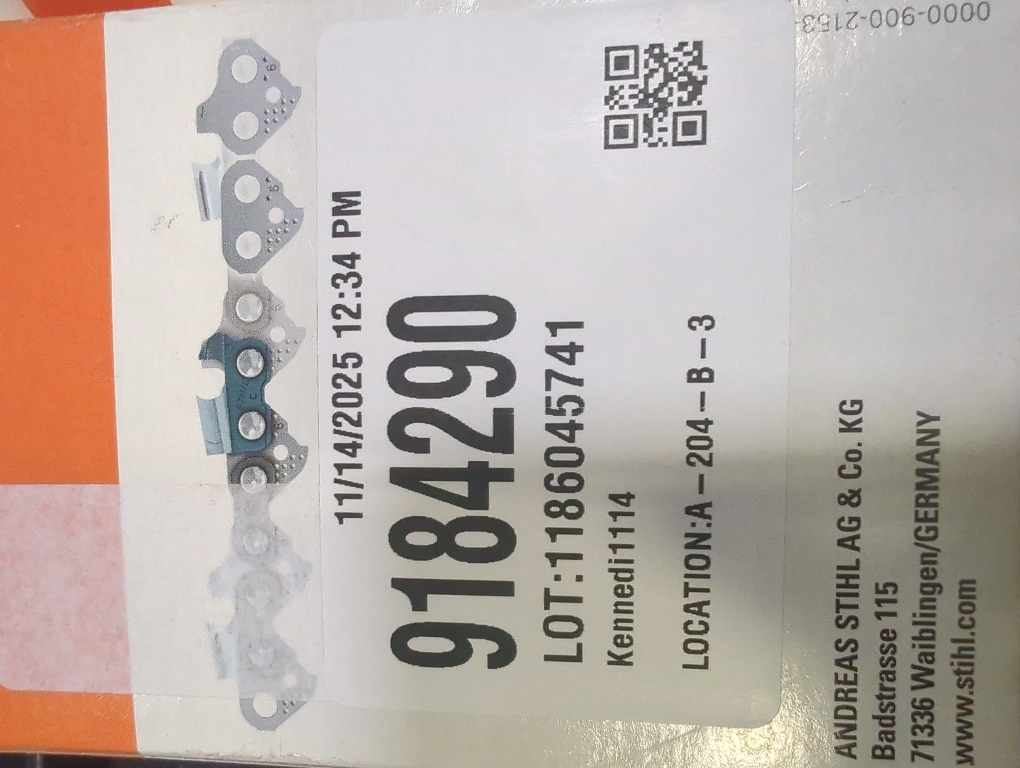 11/14/2025 12:34 PM
9184290
LOT:1186045741
Kennedi1114
LOCATION:A-204-B-3
ANDREAS STIHL AG & Co. KG
Badstrasse 115
71336 Waiblingen/GERMANY
www.stihl.com
0000-900-2153